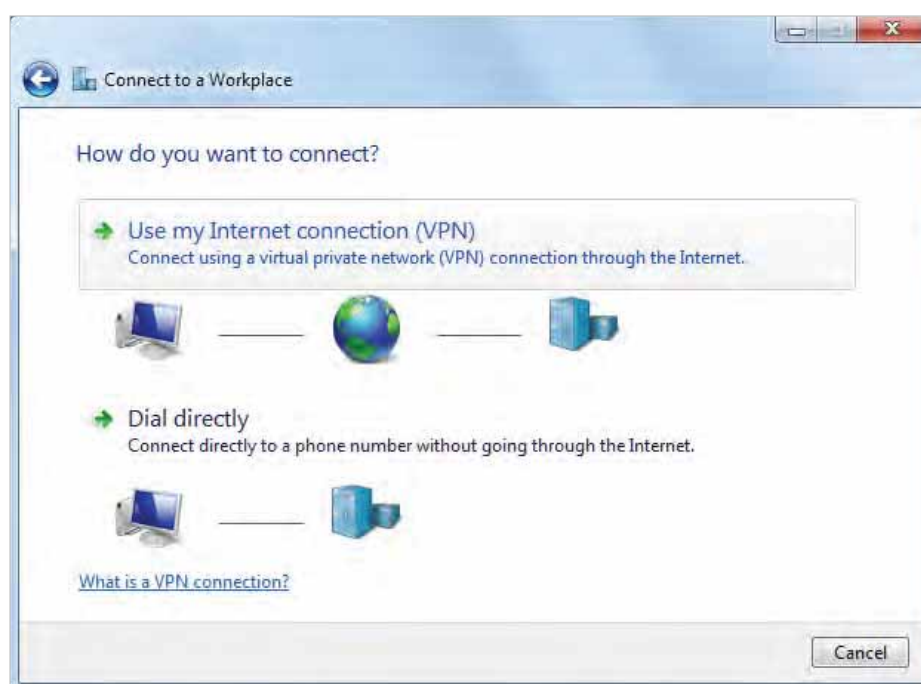 Connect to a Workplace
How do you want to connect?
Use my Internet connection (VPN)
Connect using a virtual private network (VPN) connection through the Internet.
Dial directly
Connect directly to a phone number without going through the Internet.
What is a VPN connection?
Cancel